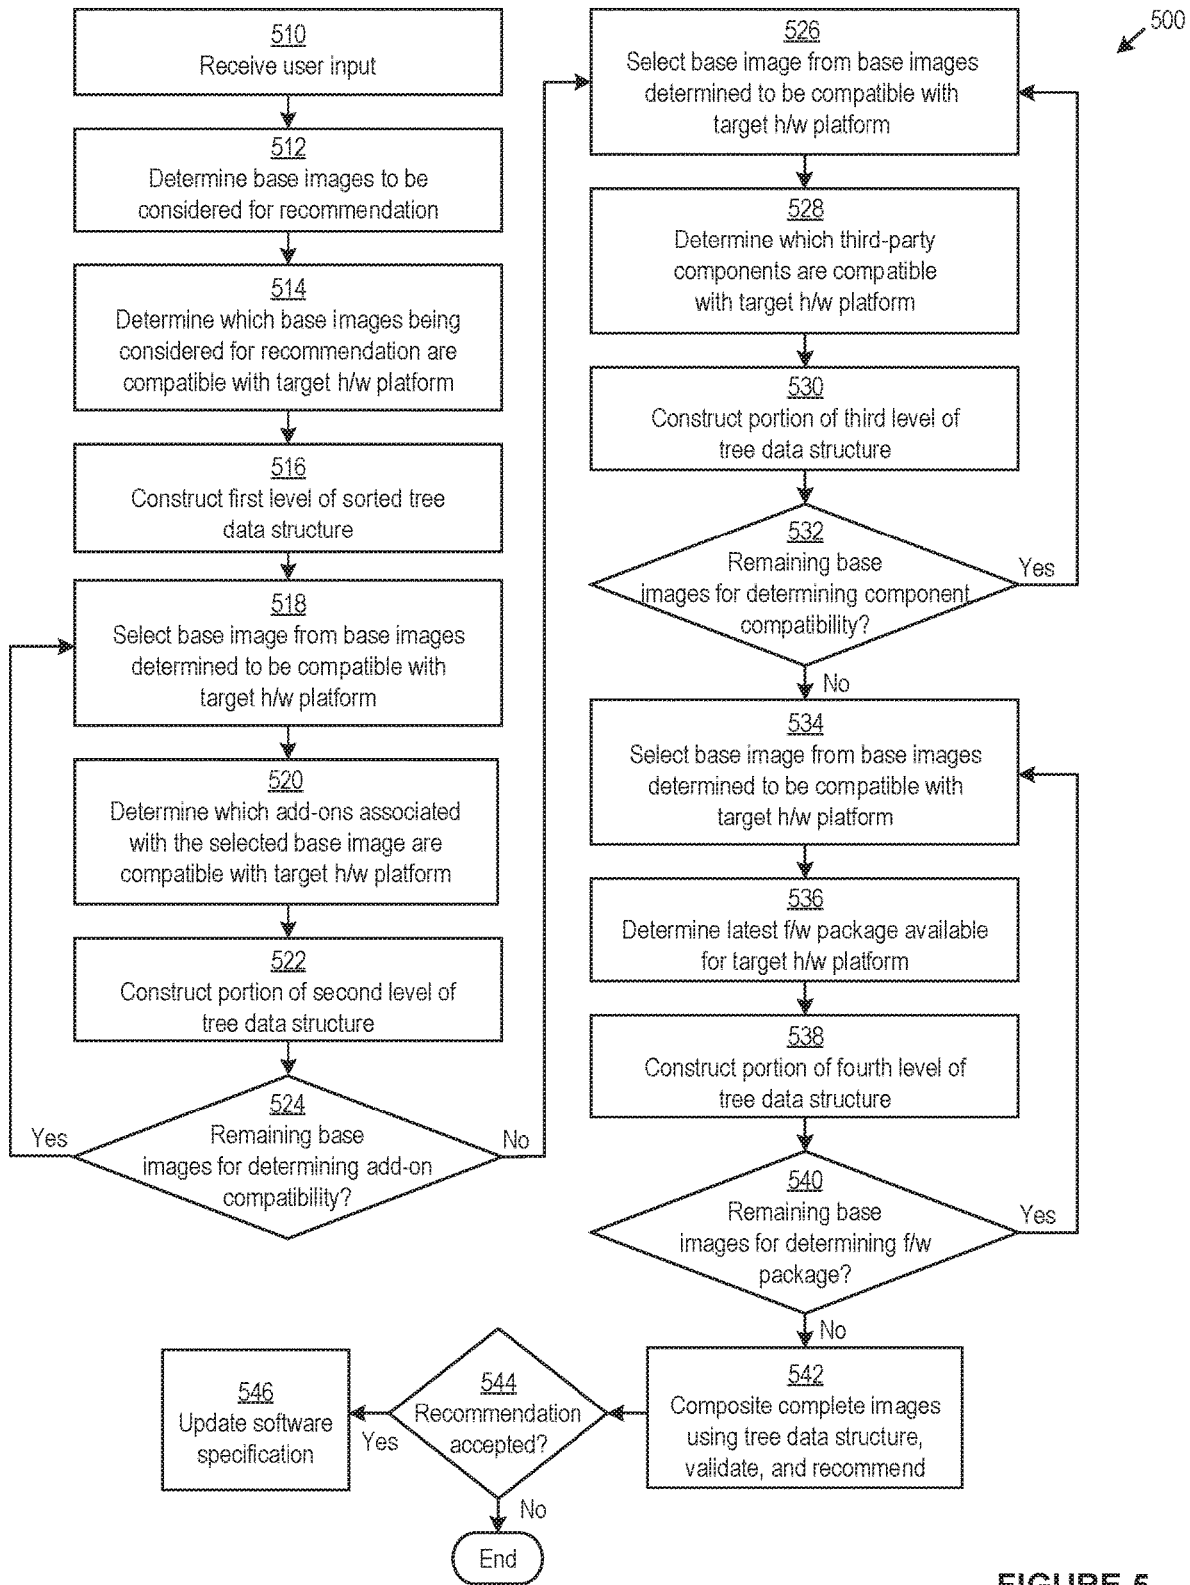 510
Receive user input
512
Determine base images to be
considered for recommendation
514
Determine which base images being
considered for recommendation are
compatible with target h/w platform
516
Construct first level of sorted tree
data structure
518
Select base image from base images
determined to be compatible with
target h/w platform
520
Determine which add-ons associated
with the selected base image are
compatible with target h/w platform
522
Construct portion of second level of
tree data structure
524
Remaining base
images for determining add-on
compatibility?
Yes
No
500
526
Select base image from base images
determined to be compatible with
target h/w platform
528
Determine which third-party
components are compatible
with target h/w platform
530
Construct portion of third level of
tree data structure
532
Remaining base
images for determining component
compatibility?
Yes
No
534
Select base image from base images
determined to be compatible with
target h/w platform
536
Determine latest f/w package available
for target h/w platform
538
Construct portion of fourth level of
tree data structure
540
Remaining base
images for determining f/w
package?
Yes
No
542
Composite complete images
using tree data structure,
validate, and recommend
544
Recommendation
accepted?
Yes
No
546
Update software
specification
End
FIGURE 5